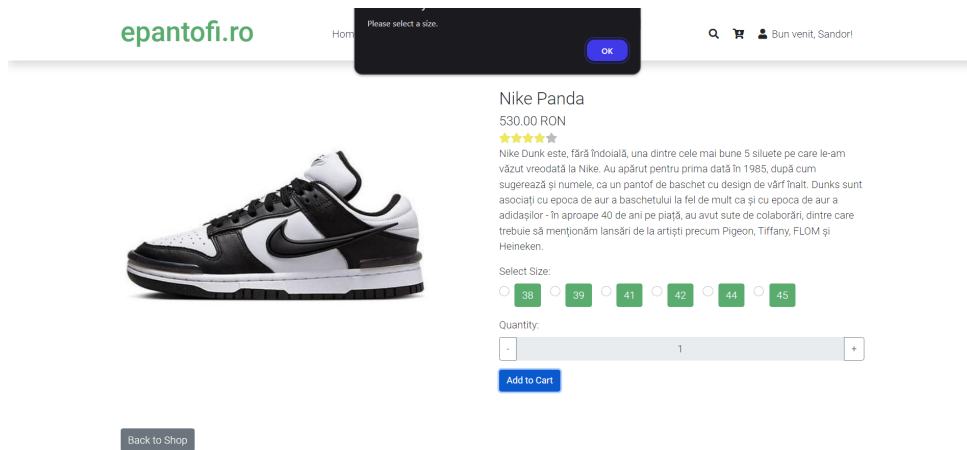 epantofi.ro
Hom
Please select a size.
OK
Bun venit, Sandor!
Nike Panda
530.00 RON
Nike Dunk este, fără îndoială, una dintre cele mai bune 5 siluete pe care le-am
văzut vreodată la Nike. Au apărut pentru prima dată în 1985, după cum
sugerează și numele, ca un pantof de baschet cu design de vârf înalt. Dunks sunt
asociați cu epoca de aur a baschetului la fel de mult ca și cu epoca de aur a
adidașilor - în aproape 40 de ani pe piață, au avut sute de colaborări, dintre care
trebuie să menționăm lansări de la artiști precum Pigeon, Tiffany, FLOM și
Heineken.
Select Size:
38 39 41 42 44 45
Quantity:
- 1 +
Add to Cart
Back to Shop